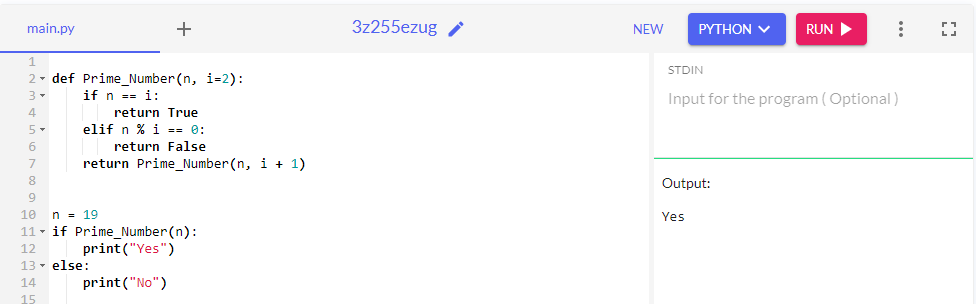 main.py + 3z255ezug NEW PYTHON RUN
STDIN
Input for the program ( Optional )
Output:
Yes
1
2 def Prime_Number(n, i=2):
3     if n == i:
4         return True
5     elif n % i == 0:
6         return False
7     return Prime_Number(n, i + 1)
8
9
10 n = 19
11 if Prime_Number(n):
12     print("Yes")
13 else:
14     print("No")
15